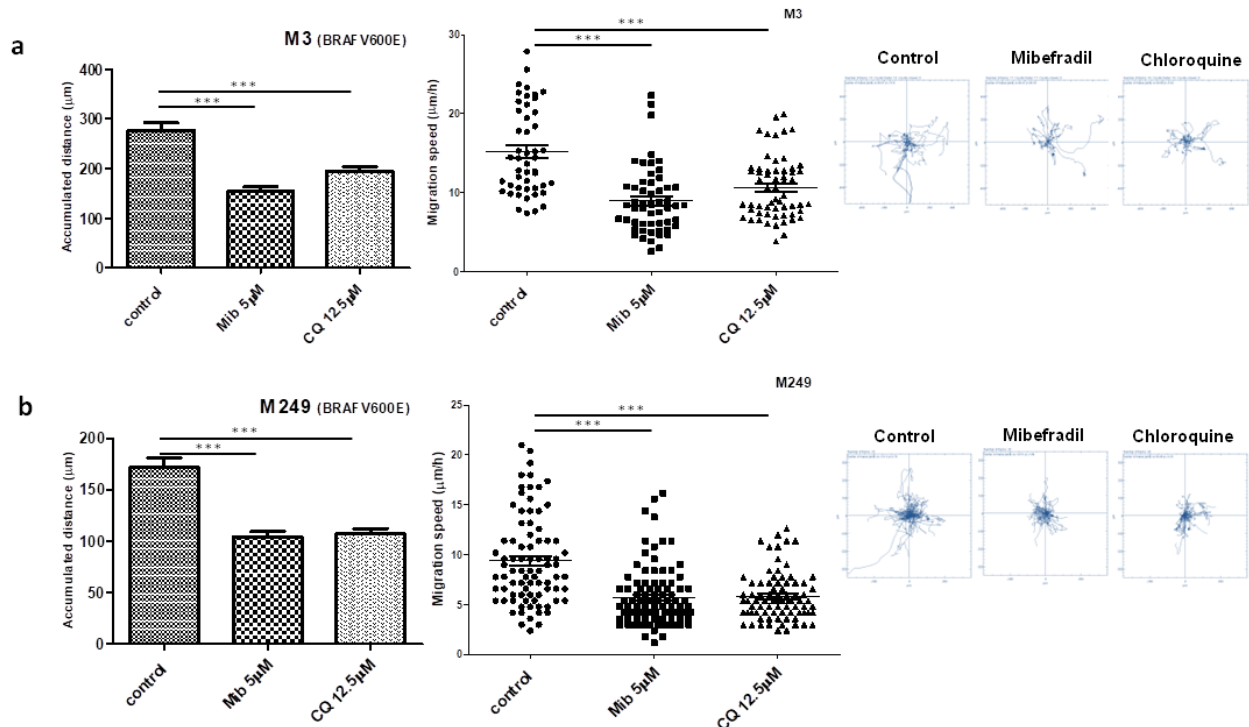 a
M3 (BRAF V600E)
Accumulated distance (µm)
400
300
200
100
0
***
***
control
Mib 5µM
CQ 12.5µM
M3
Migration speed (µm/h)
30
20
10
0
***
***
control
Mib 5µM
CQ 12.5µM
Control
Mibefradil
Chloroquine
b
M249 (BRAF V600E)
Accumulated distance (µm)
200
150
100
50
0
***
***
control
Mib 5µM
CQ 12.5µM
M249
Migration speed (µm/h)
25
20
15
10
5
0
***
***
control
Mib 5µM
CQ 12.5µM
Control
Mibefradil
Chloroquine